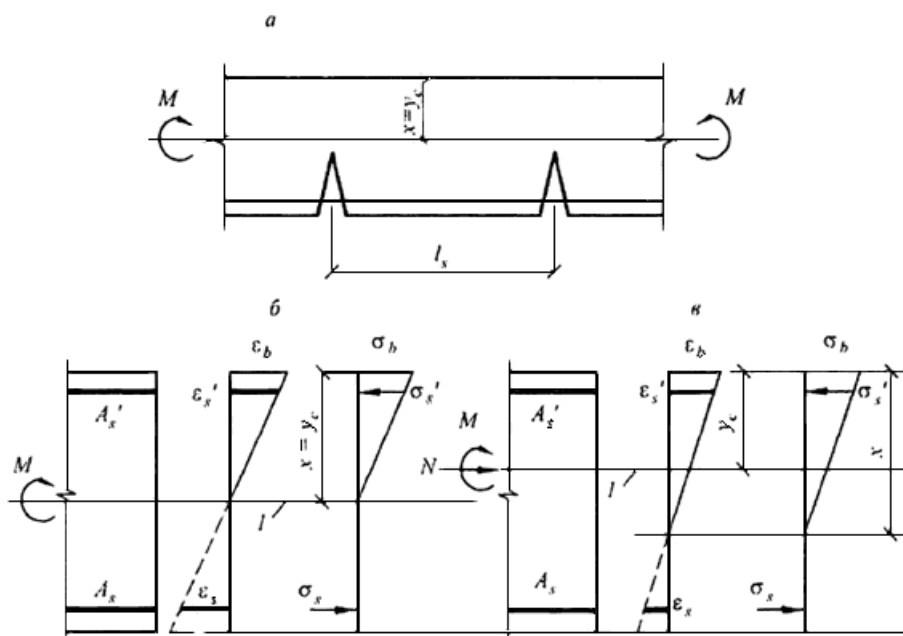 а
M
x=y_c
M
l_s
б
в
ε_b
σ_b
ε_b
σ_b
A_s'
ε_s'
x = y_c
σ_s'
A_s'
ε_s'
y_c
σ_s'
x
M
M
N
1
1
A_s
ε_s
σ_s
A_s
ε_s
σ_s